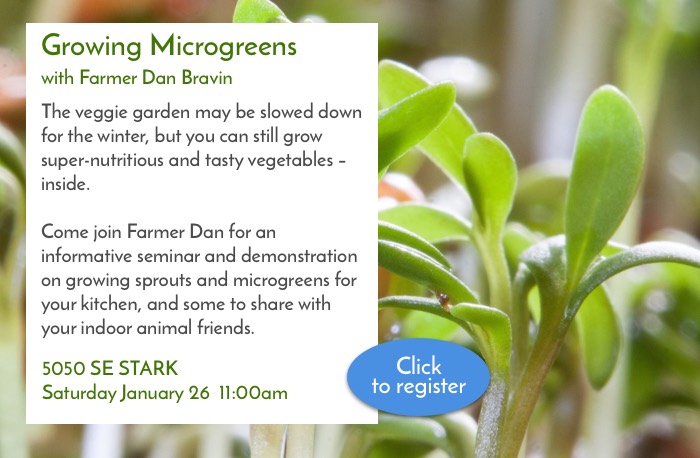 Growing Microgreens
with Farmer Dan Bravin
The veggie garden may be slowed down
for the winter, but you can still grow
super-nutritious and tasty vegetables –
inside.
Come join Farmer Dan for an
informative seminar and demonstration
on growing sprouts and microgreens for
your kitchen, and some to share with
your indoor animal friends.
5050 SE STARK
Saturday January 26 11:00am
Click
to register